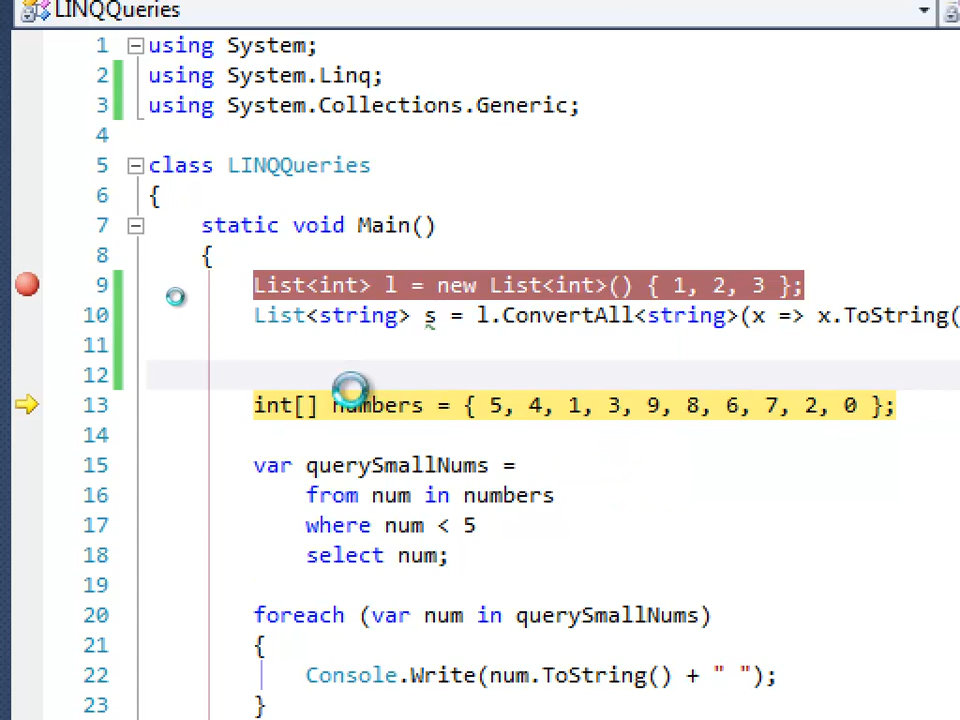 LINQQueries
1 using System;
2 using System.Linq;
3 using System.Collections.Generic;
4
5 class LINQQueries
6 {
7 static void Main()
8 {
9 List<int> l = new List<int>() { 1, 2, 3 };
10 List<string> s = l.ConvertAll<string>(x => x.ToString(
11
12
13 int[] numbers = { 5, 4, 1, 3, 9, 8, 6, 7, 2, 0 };
14
15 var querySmallNums =
16 from num in numbers
17 where num < 5
18 select num;
19
20 foreach (var num in querySmallNums)
21 {
22 Console.Write(num.ToString() + " ");
23 }